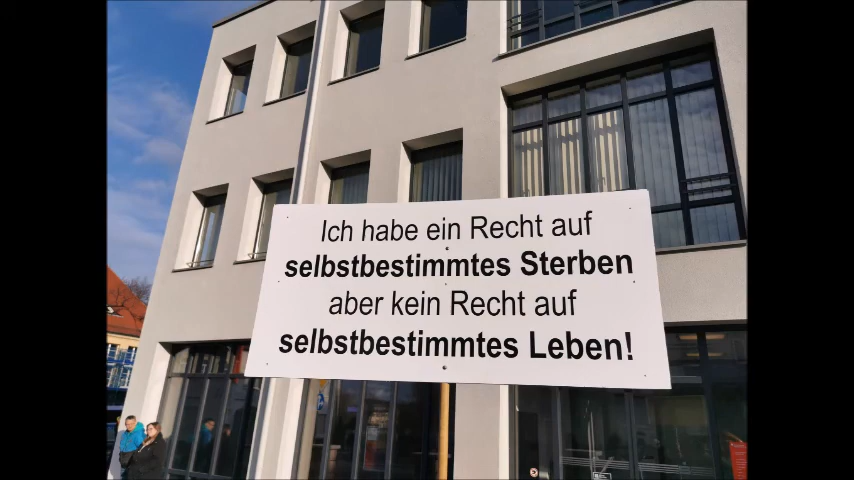 Ich habe ein Recht auf
selbstbestimmtes Sterben
aber kein Recht auf
selbstbestimmtes Leben!